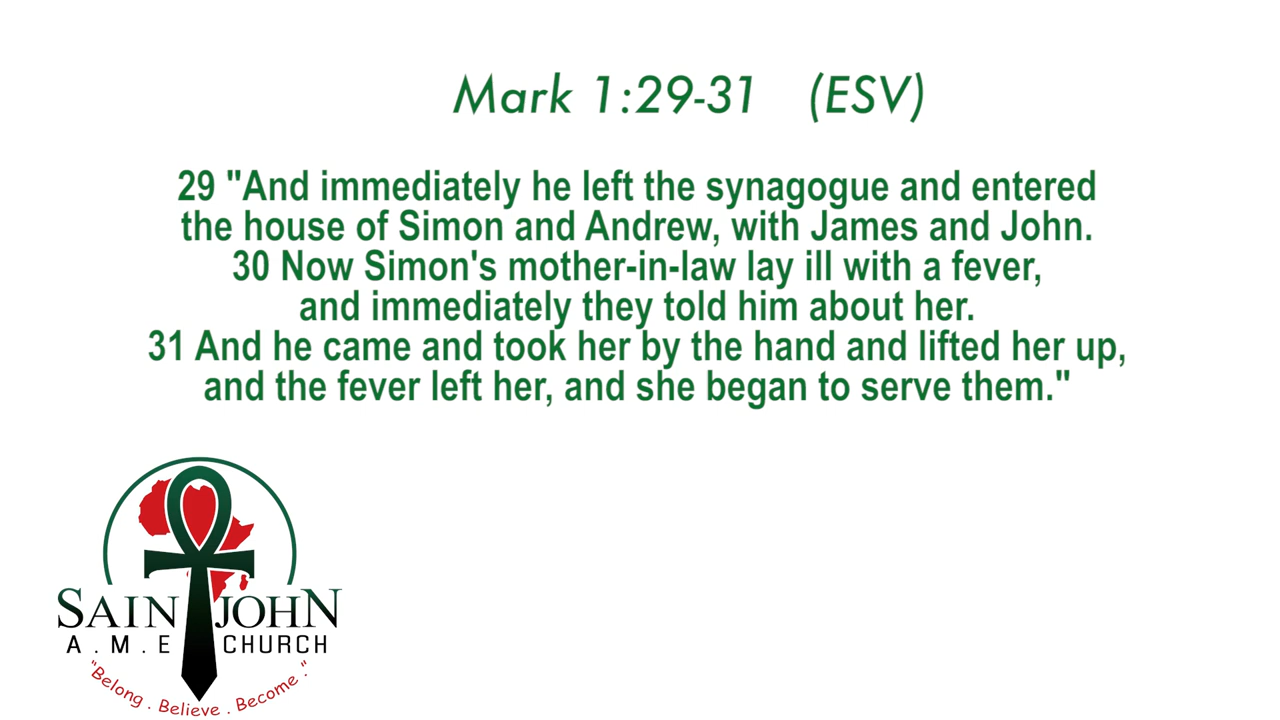 Mark 1:29-31 (ESV)
29 "And immediately he left the synagogue and entered
the house of Simon and Andrew, with James and John.
30 Now Simon's mother-in-law lay ill with a fever,
and immediately they told him about her.
31 And he came and took her by the hand and lifted her up,
and the fever left her, and she began to serve them."
SAINT JOHN
A.M.E CHURCH
"Belong . Believe . Become ."